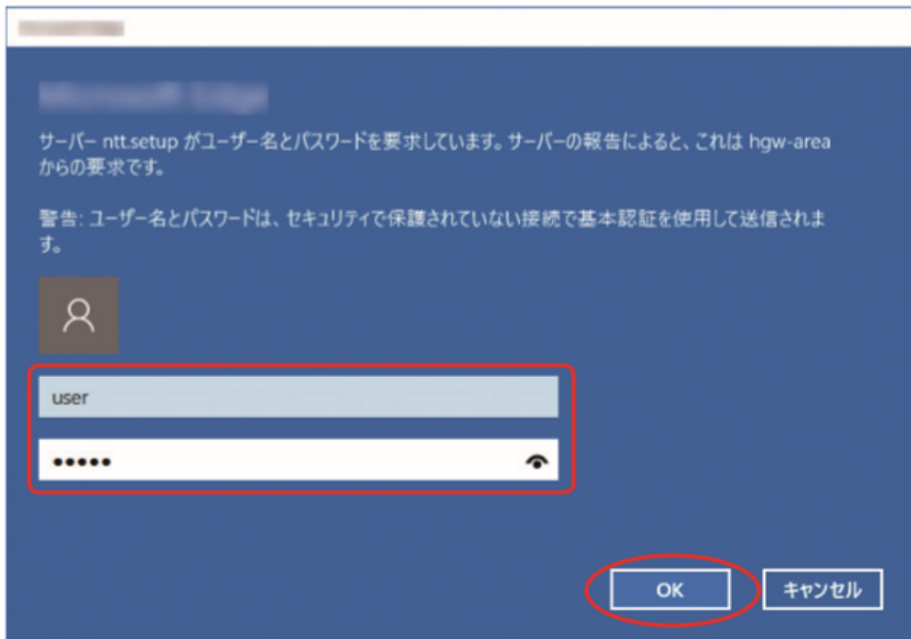 サーバー ntt.setup がユーザー名とパスワードを要求しています。サーバーの報告によると、これは hgw-area
からの要求です。
警告: ユーザー名とパスワードは、セキュリティで保護されていない接続で基本認証を使用して送信されま
す。
user
•••••
OK キャンセル